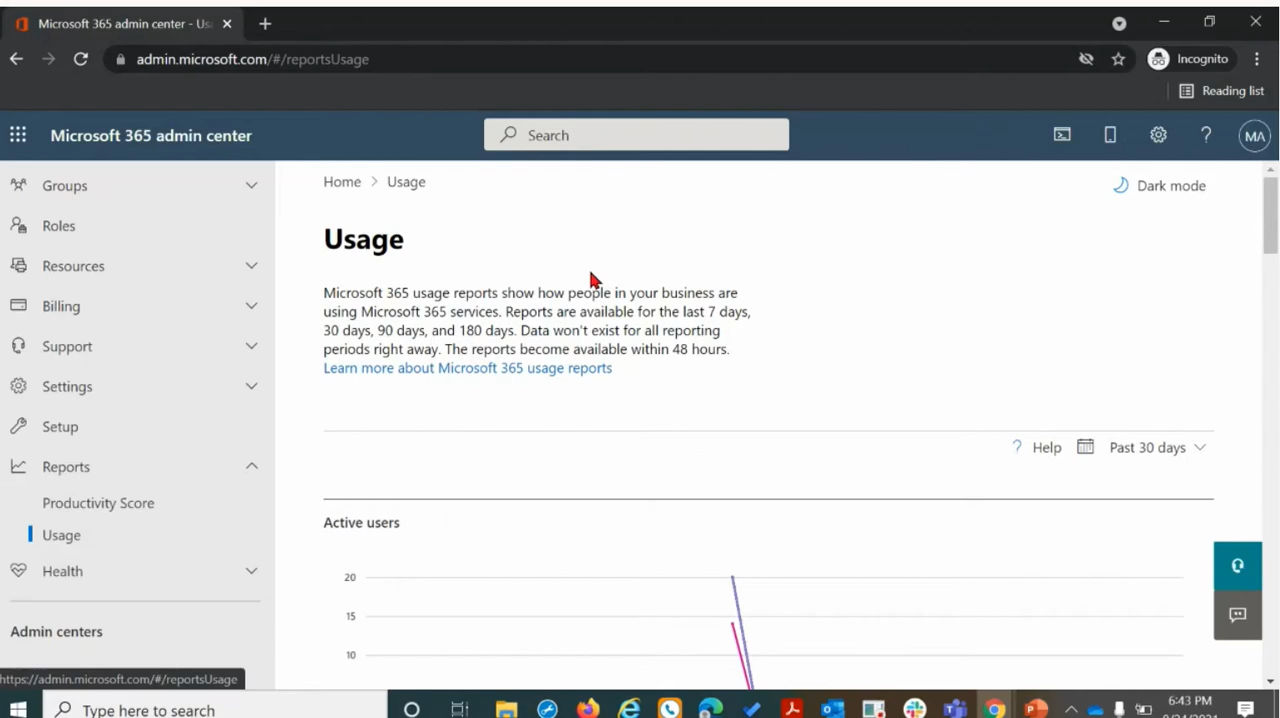 Microsoft 365 admin center - Us
admin.microsoft.com/#/reportsUsage
Incognito
Reading list
Microsoft 365 admin center
Search
MA
Groups
Roles
Resources
Billing
Support
Settings
Setup
Reports
Productivity Score
Usage
Health
Admin centers
https://admin.microsoft.com/#/reportsUsage
Home > Usage
Dark mode
Usage
Microsoft 365 usage reports show how people in your business are
using Microsoft 365 services. Reports are available for the last 7 days,
30 days, 90 days, and 180 days. Data won't exist for all reporting
periods right away. The reports become available within 48 hours.
Learn more about Microsoft 365 usage reports
? Help
Past 30 days
Active users
20
15
10
Type here to search
6:43 PM